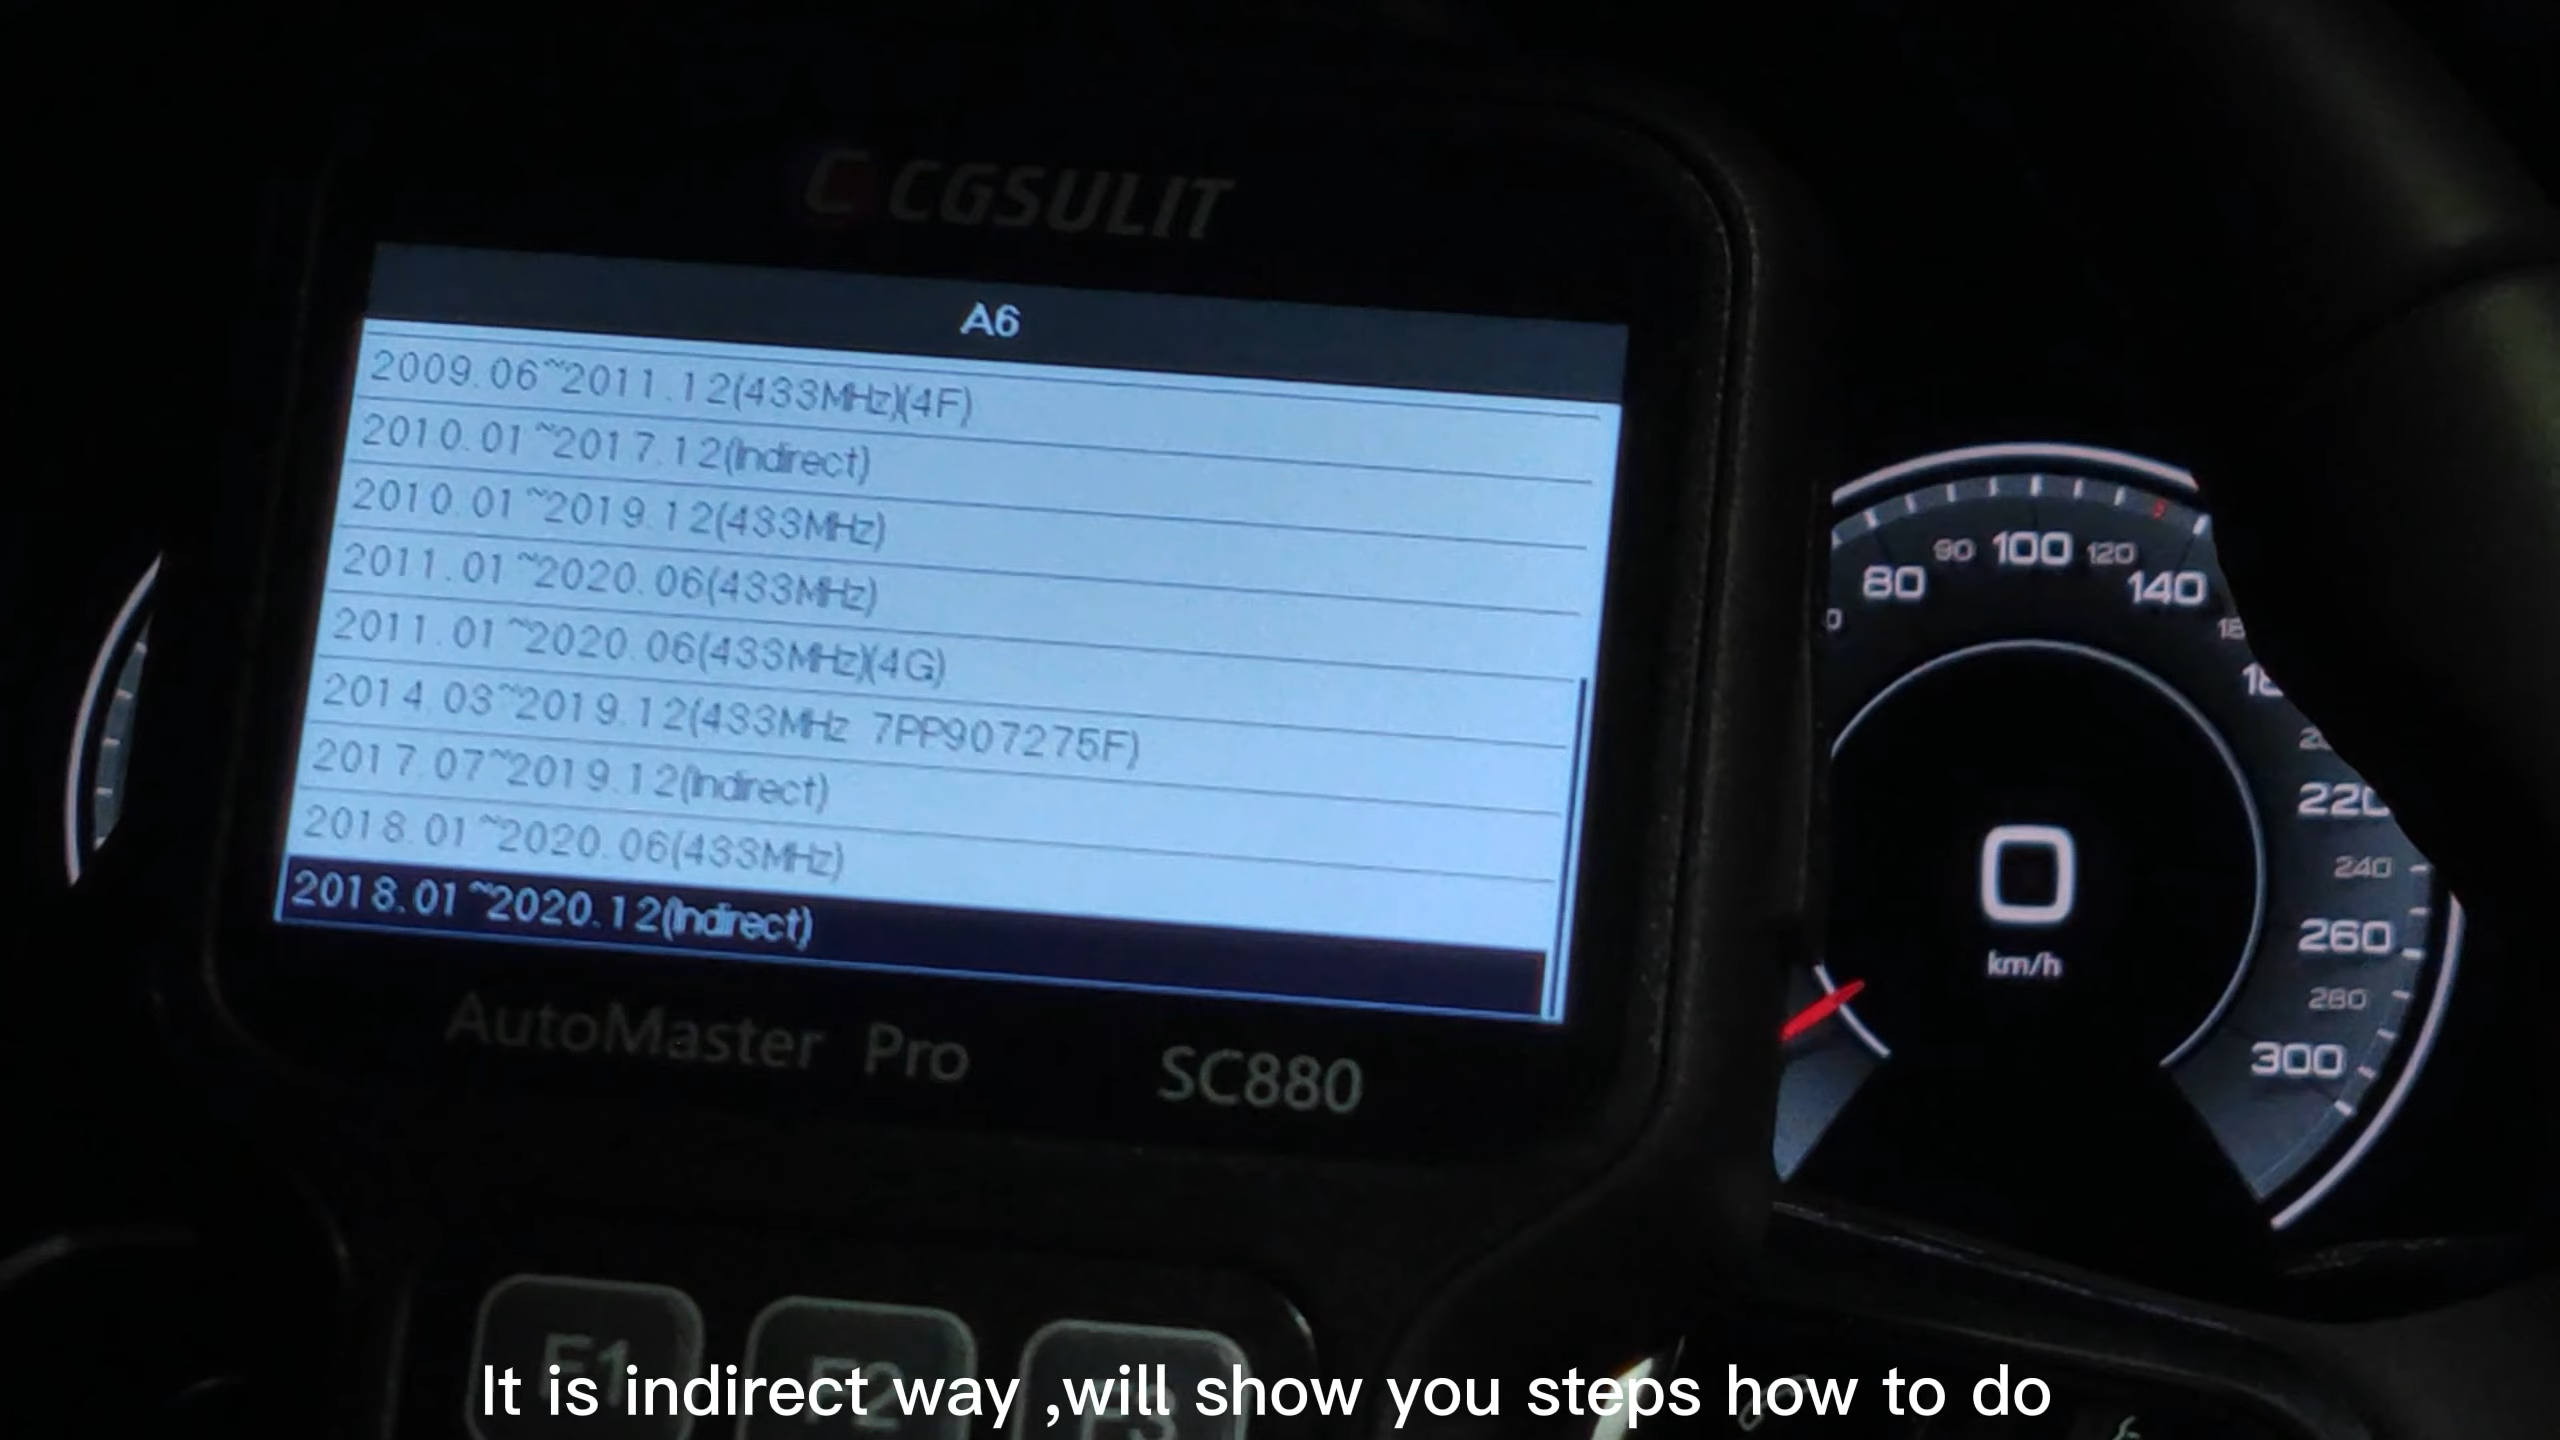 CGSULIT
A6
2009.06~2011.12(433MHz)(4F)
2010.01~2017.12(Indirect)
2010.01~2019.12(433MHz)
2011.01~2020.06(433MHz)
2011.01~2020.06(433MHz)(4G)
2014.03~2019.12(433MHz 7PP907275F)
2017.07~2019.12(Indirect)
2018.01~2020.06(433MHz)
2018.01~2020.12(Indirect)
AutoMaster Pro SC880
80 90 100 120 140
220
240
260
280
300
0
km/h
F1 F2
It is indirect way ,will show you steps how to do